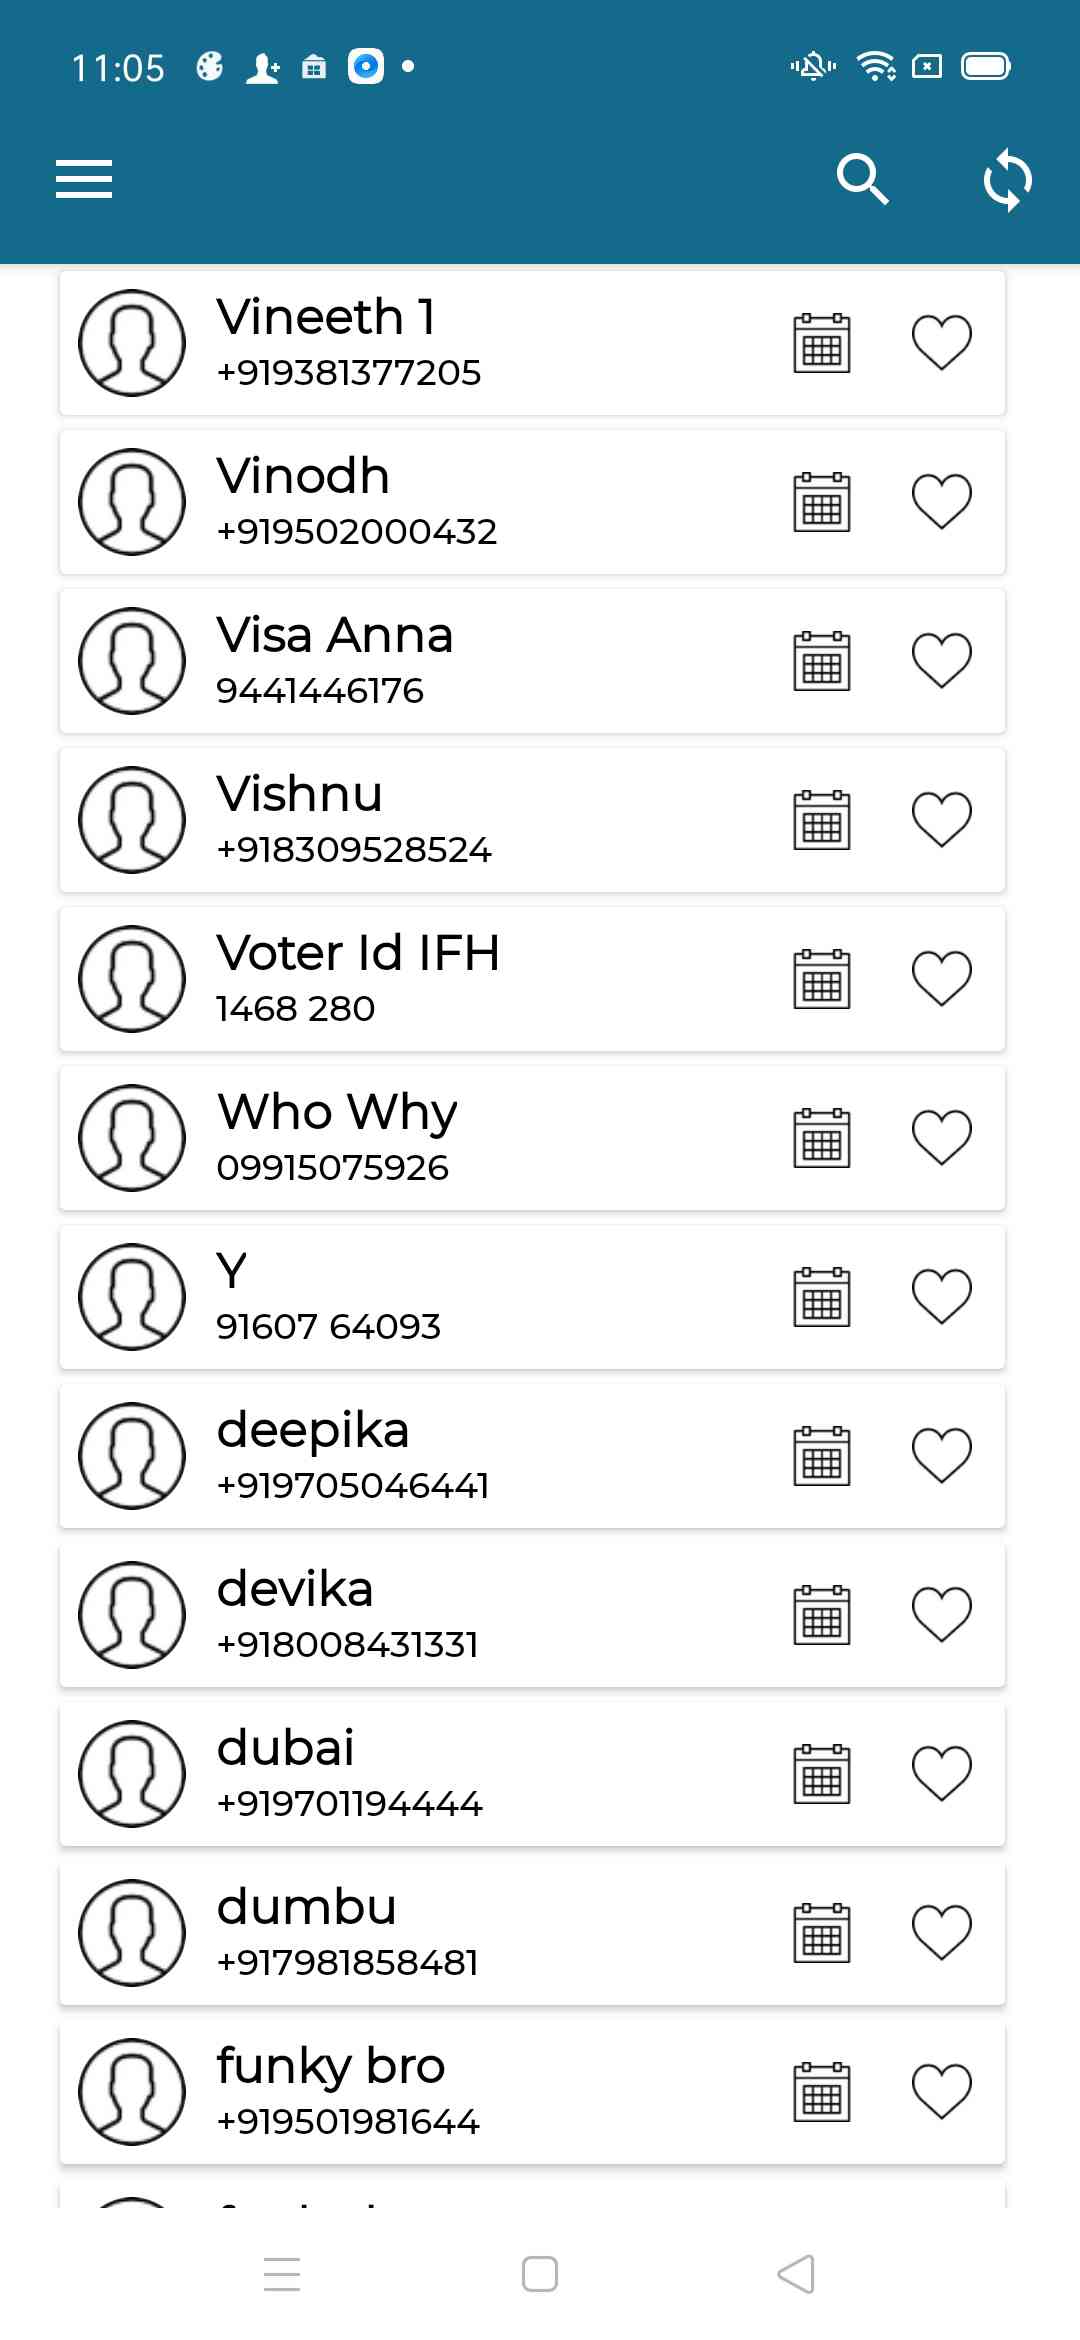 11:05
Vineeth 1
+919381377205
Vinodh
+919502000432
Visa Anna
9441446176
Vishnu
+918309528524
Voter Id IFH
1468 280
Who Why
09915075926
Y
91607 64093
deepika
+919705046441
devika
+918008431331
dubai
+919701194444
dumbu
+917981858481
funky bro
+919501981644